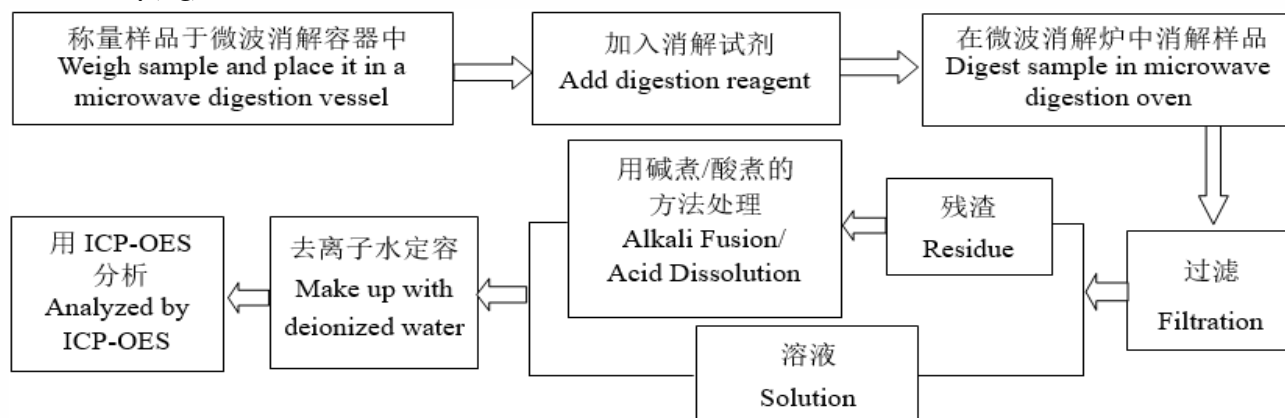 称量样品于微波消解容器中
Weigh sample and place it in a
microwave digestion vessel
加入消解试剂
Add digestion reagent
在微波消解炉中消解样品
Digest sample in microwave
digestion oven
过滤
Filtration
残渣
Residue
用碱煮/酸煮的
方法处理
Alkali Fusion/
Acid Dissolution
溶液
Solution
去离子水定容
Make up with
deionized water
用 ICP-OES
分析
Analyzed by
ICP-OES